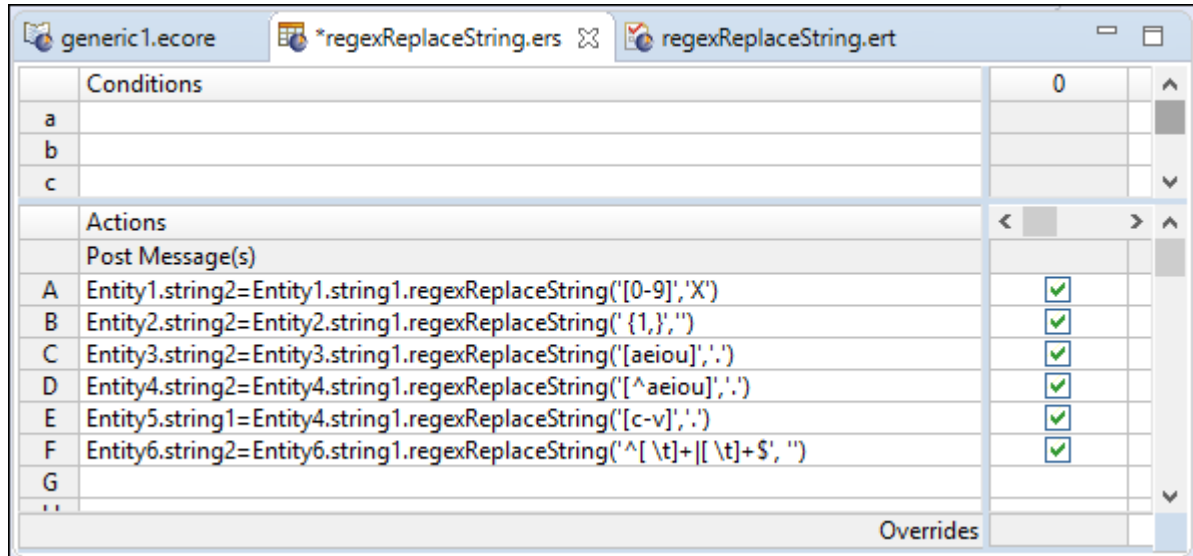 generic1.ecore *regexReplaceString.ers regexReplaceString.ert
Conditions 0
a
b
c
Actions
Post Message(s)
A Entity1.string2=Entity1.string1.regexReplaceString('[0-9]','X')
B Entity2.string2=Entity2.string1.regexReplaceString(' {1,}','')
C Entity3.string2=Entity3.string1.regexReplaceString('[aeiou]','.')
D Entity4.string2=Entity4.string1.regexReplaceString('[^aeiou]','.')
E Entity5.string1=Entity4.string1.regexReplaceString('[c-v]','.')
F Entity6.string2=Entity6.string1.regexReplaceString('^[ \t]+|[ \t]+$', '')
G
Overrides